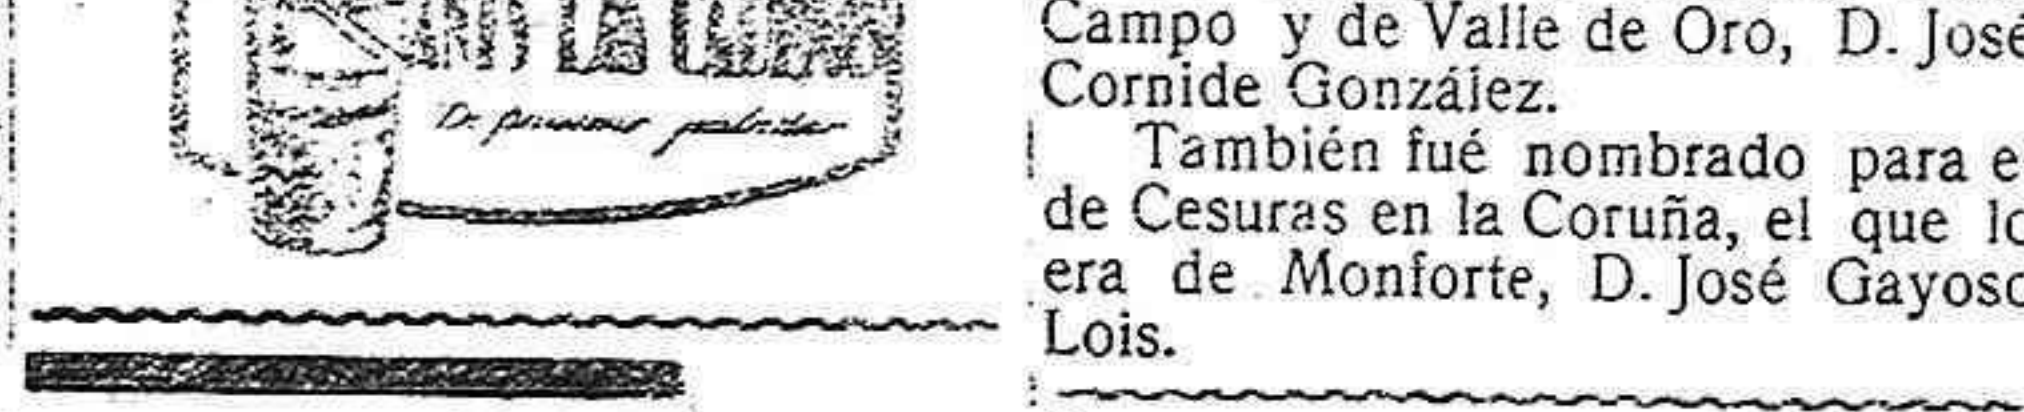 Campo y de Valle de Oro, D. José
Cornide González.
También fué nombrado para el
de Cesuras en la Coruña, el que lo
era de Monforte, D. José Gayoso
Lois.